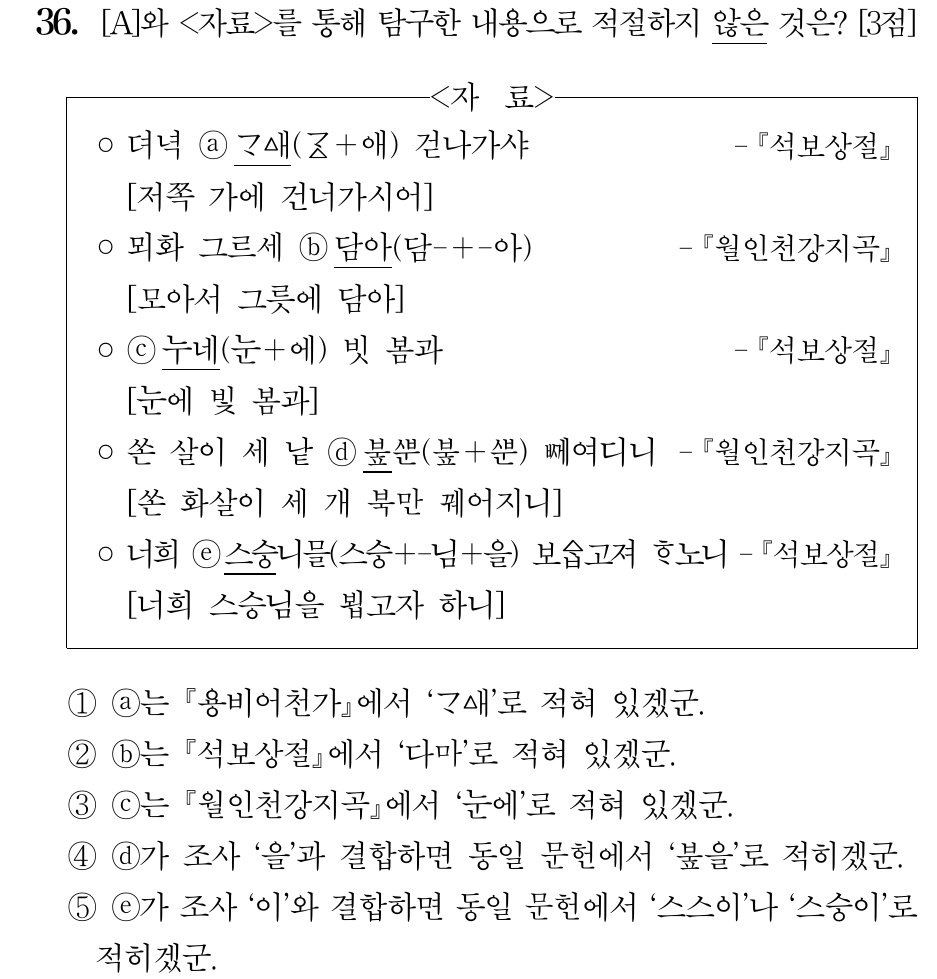 36. [A]와 <자료>를 통해 탐구한 내용으로 적절하지 않은 것은? [3점]
<자 료>
○ 뎌녁 ⓐ ᄀᆞᅀᅢ(ᄀᆞᇫ+애) 걷나가샤 -『석보상절』
[저쪽 가에 건너가시어]
○ 뫼화 그르세 ⓑ 담아(담-+-아) -『월인천강지곡』
[모아서 그릇에 담아]
○ ⓒ 누네(눈+에) 빗 봄과 -『석보상절』
[눈에 빛 봄과]
○ 쏜 살이 세 낱 ⓓ 붚ᄲᅮᆫ(붚+ᄲᅮᆫ) ᄢᅦ여디니 -『월인천강지곡』
[쏜 화살이 세 개 북만 꿰어지니]
○ 너희 ⓔ 스승니믈(스승+-님+을) 보ᅀᆞᆸ고져 ᄒᆞ노니 -『석보상절』
[너희 스승님을 뵙고자 하니]
① ⓐ는 『용비어천가』에서 ‘ᄀᆞᅀᅢ’로 적혀 있겠군.
② ⓑ는 『석보상절』에서 ‘다마’로 적혀 있겠군.
③ ⓒ는 『월인천강지곡』에서 ‘눈에’로 적혀 있겠군.
④ ⓓ가 조사 ‘을’과 결합하면 동일 문헌에서 ‘붚을’로 적히겠군.
⑤ ⓔ가 조사 ‘이’와 결합하면 동일 문헌에서 ‘스스ᅌᅵ’나 ‘스승이’로
적히겠군.